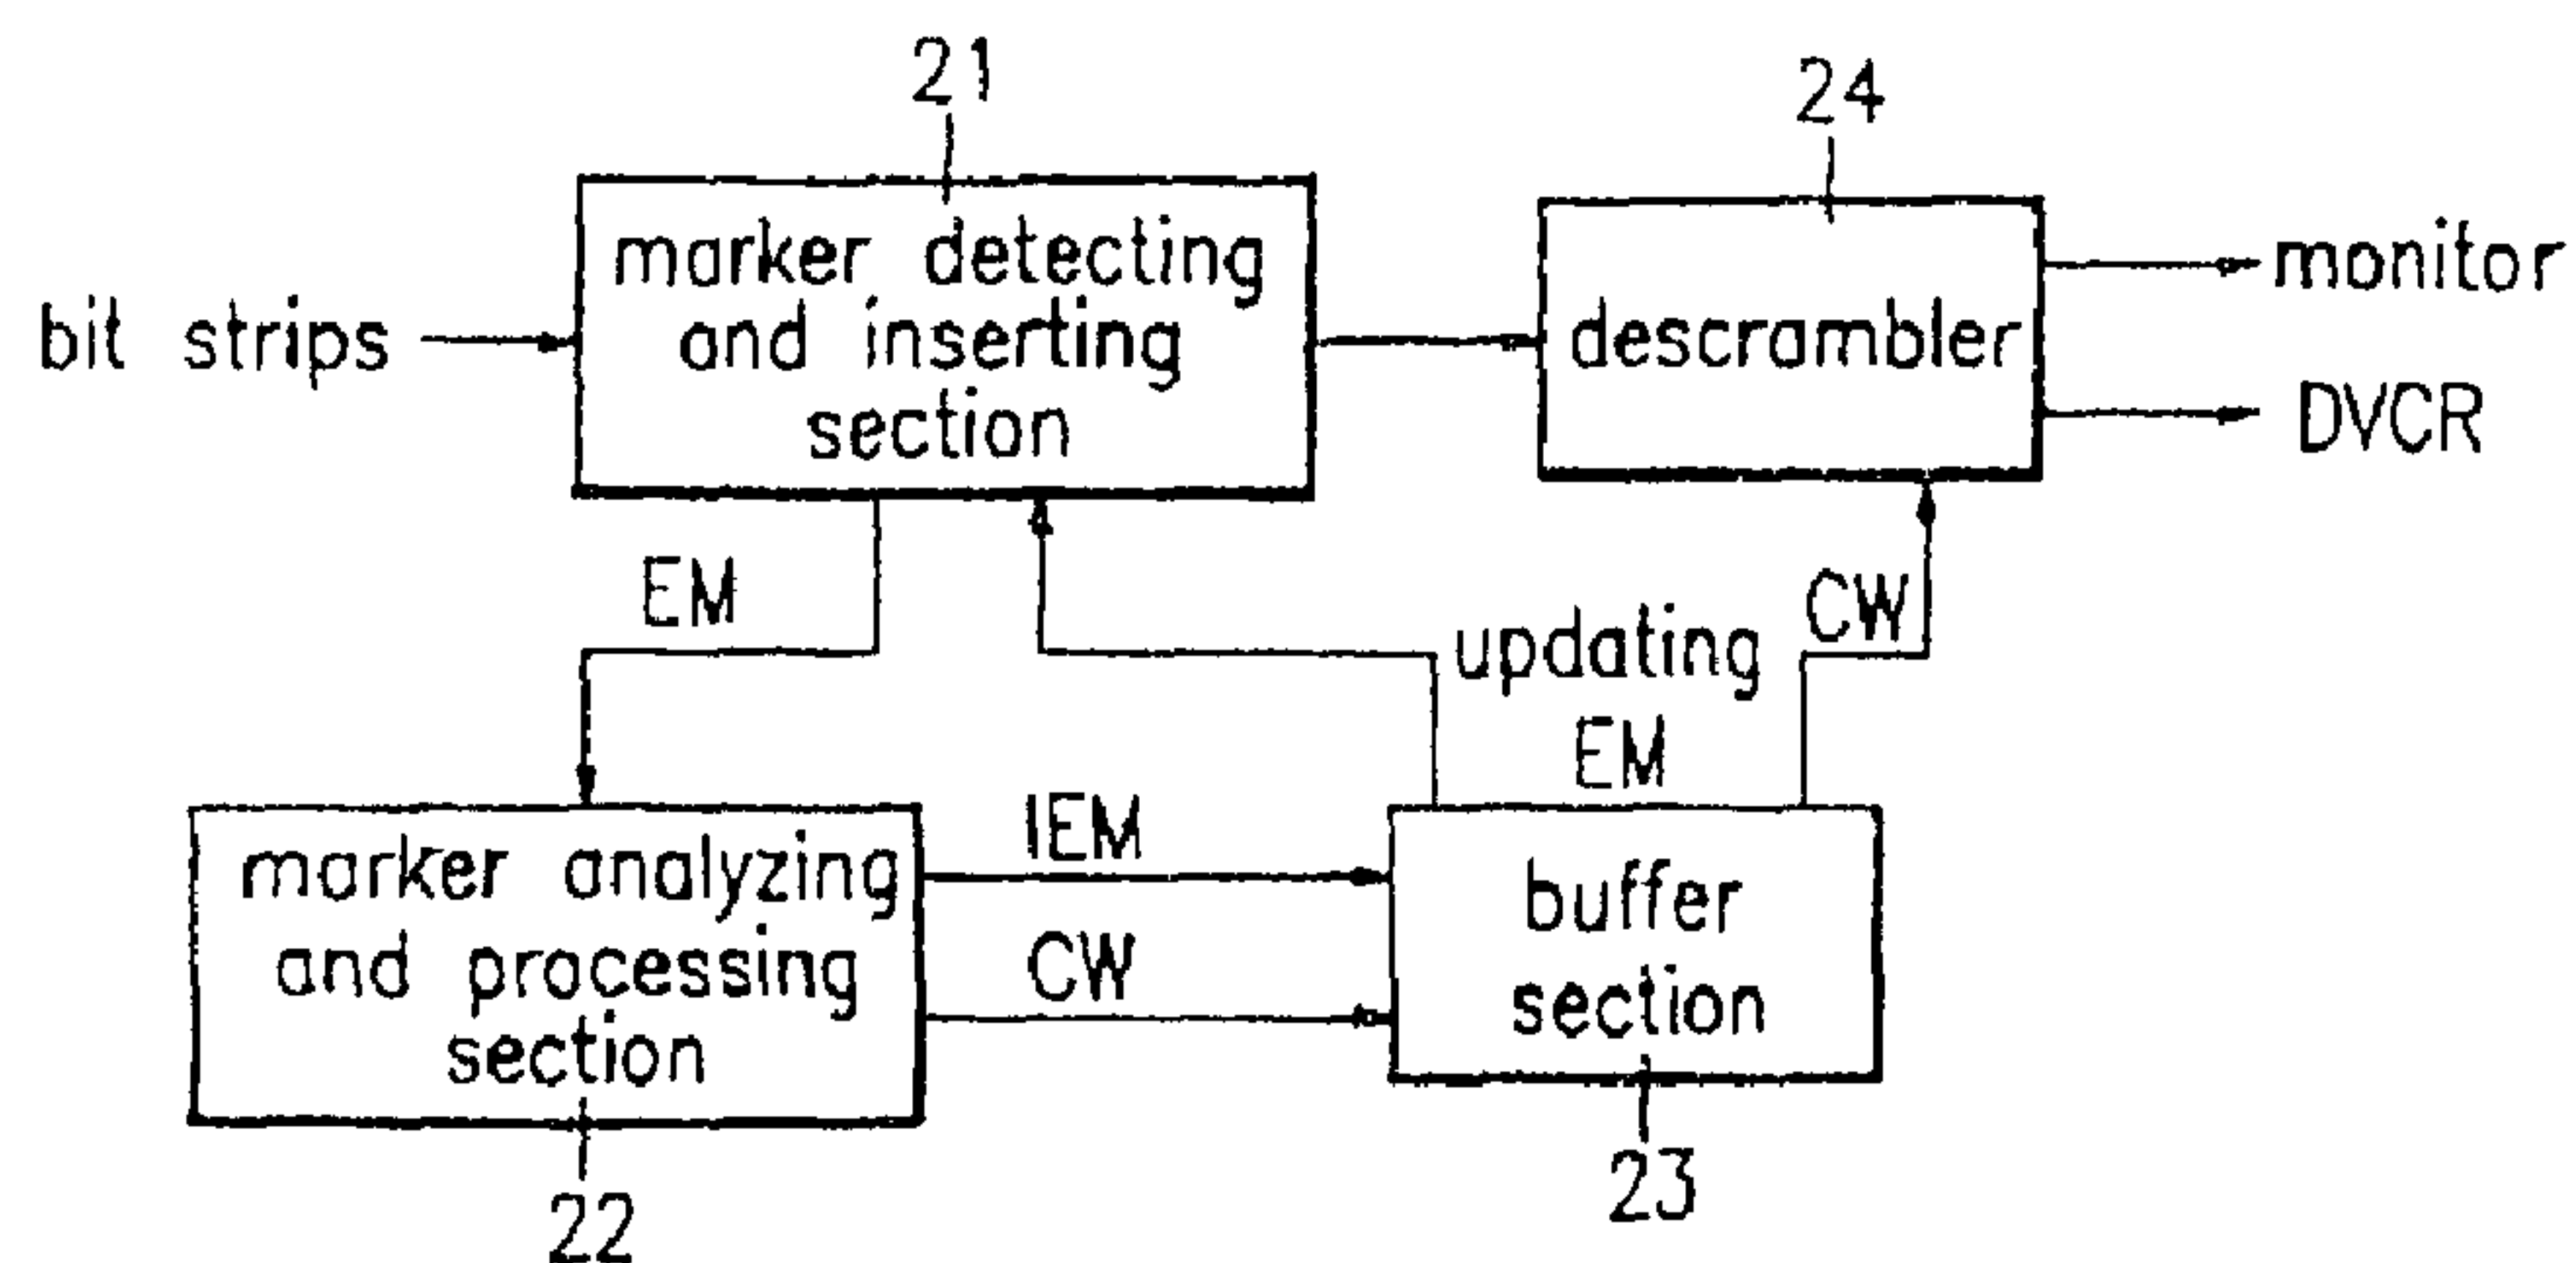 21
24
bit strips
marker detecting
and inserting
section
descrambler
monitor
DVCR
EM
updating
EM
CW
marker analyzing
and processing
section
IEM
CW
buffer
section
22
23